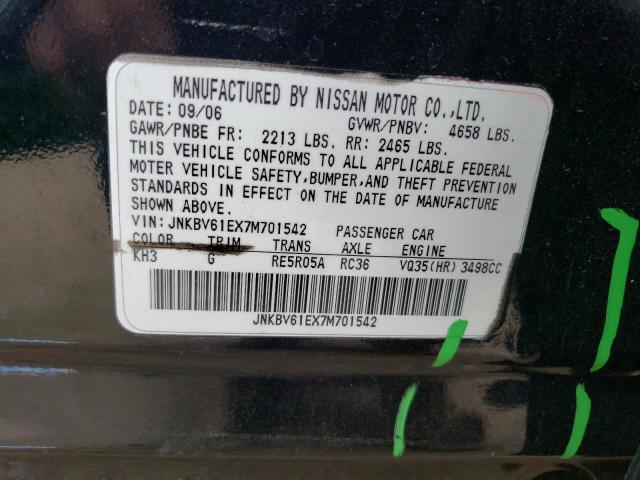 MANUFACTURED BY NISSAN MOTOR CO.,LTD.
DATE: 09/06 GVWR/PNBV: 4658 LBS.
GAWR/PNBE FR: 2213 LBS. RR: 2465 LBS.
THIS VEHICLE CONFORMS TO ALL APPLICABLE FEDERAL
MOTOR VEHICLE SAFETY,BUMPER,AND THEFT PREVENTION
STANDARDS IN EFFECT ON THE DATE OF MANUFACTURE
SHOWN ABOVE.
VIN:JNKBV61EX7M701542 PASSENGER CAR
COLOR TRIM TRANS AXLE ENGINE
KH3 G RE5R05A RC36 VQ35(HR) 3498CC
JNKBV61EX7M701542